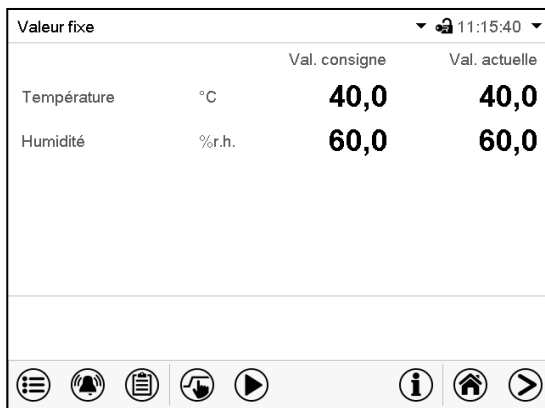 Valeur fixe 11:15:40
Val. consigne Val. actuelle
Température °C 40,0 40,0
Humidité %r.h. 60,0 60,0